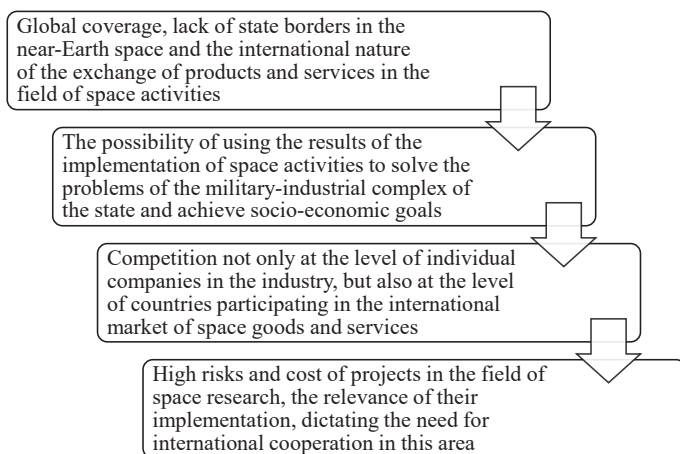 Global coverage, lack of state borders in the
near-Earth space and the international nature
of the exchange of products and services in the
field of space activities
The possibility of using the results of the
implementation of space activities to solve the
problems of the military-industrial complex of
the state and achieve socio-economic goals
Competition not only at the level of individual
companies in the industry, but also at the level
of countries participating in the international
market of space goods and services
High risks and cost of projects in the field of
space research, the relevance of their
implementation, dictating the need for
international cooperation in this area